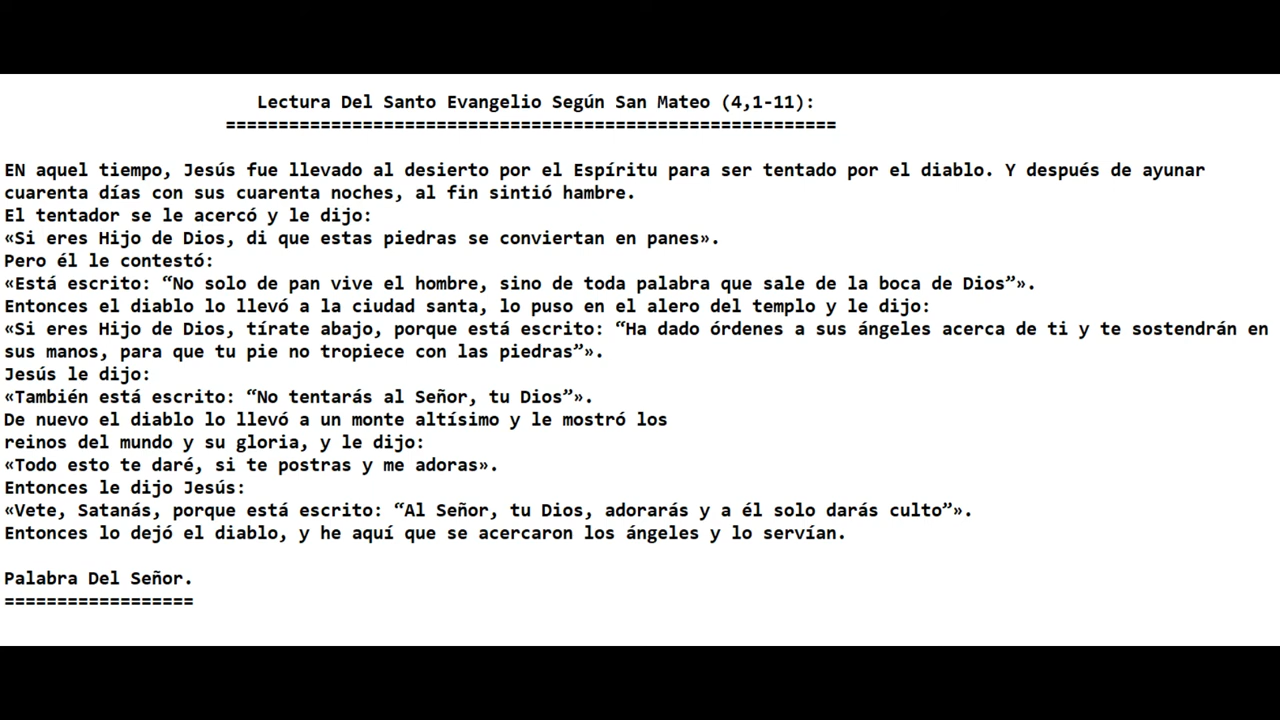 Lectura Del Santo Evangelio Según San Mateo (4,1-11):
==========================================================
EN aquel tiempo, Jesús fue llevado al desierto por el Espíritu para ser tentado por el diablo. Y después de ayunar
cuarenta días con sus cuarenta noches, al fin sintió hambre.
El tentador se le acercó y le dijo:
«Si eres Hijo de Dios, di que estas piedras se conviertan en panes».
Pero él le contestó:
«Está escrito: “No solo de pan vive el hombre, sino de toda palabra que sale de la boca de Dios”».
Entonces el diablo lo llevó a la ciudad santa, lo puso en el alero del templo y le dijo:
«Si eres Hijo de Dios, tírate abajo, porque está escrito: “Ha dado órdenes a sus ángeles acerca de ti y te sostendrán en
sus manos, para que tu pie no tropiece con las piedras”».
Jesús le dijo:
«También está escrito: “No tentarás al Señor, tu Dios”».
De nuevo el diablo lo llevó a un monte altísimo y le mostró los
reinos del mundo y su gloria, y le dijo:
«Todo esto te daré, si te postras y me adoras».
Entonces le dijo Jesús:
«Vete, Satanás, porque está escrito: “Al Señor, tu Dios, adorarás y a él solo darás culto”».
Entonces lo dejó el diablo, y he aquí que se acercaron los ángeles y lo servían.
Palabra Del Señor.
==================